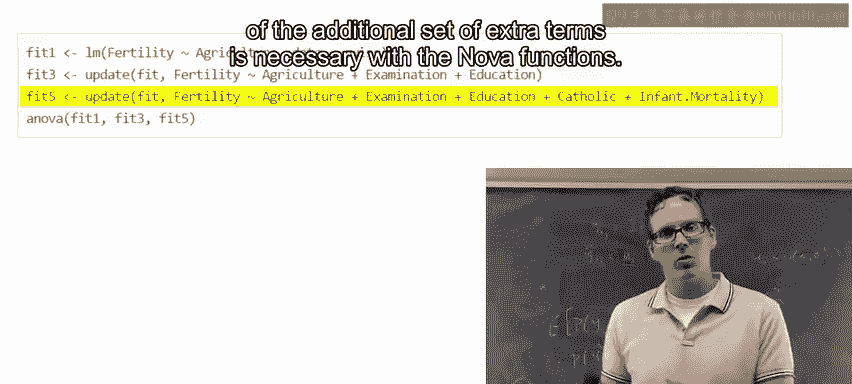 of the additional set of extra terms
is necessary with the Nova functions.
fit1 <- lm(Fertility ~
fit3 <- update(fit, Fertility ~ Agriculture + Examination + Education)
fit5 <- update(fit, Fertility ~ Agriculture + Examination + Education + Catholic + Infant.Mortality)
anova(fit1, fit3, fit5)